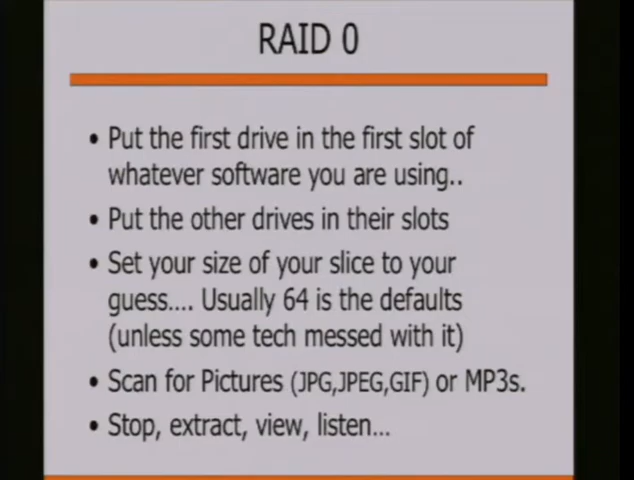 RAID 0
• Put the first drive in the first slot of
whatever software you are using..
• Put the other drives in their slots
• Set your size of your slice to your
guess.... Usually 64 is the defaults
(unless some tech messed with it)
• Scan for Pictures (JPG,JPEG,GIF) or MP3s.
• Stop, extract, view, listen...